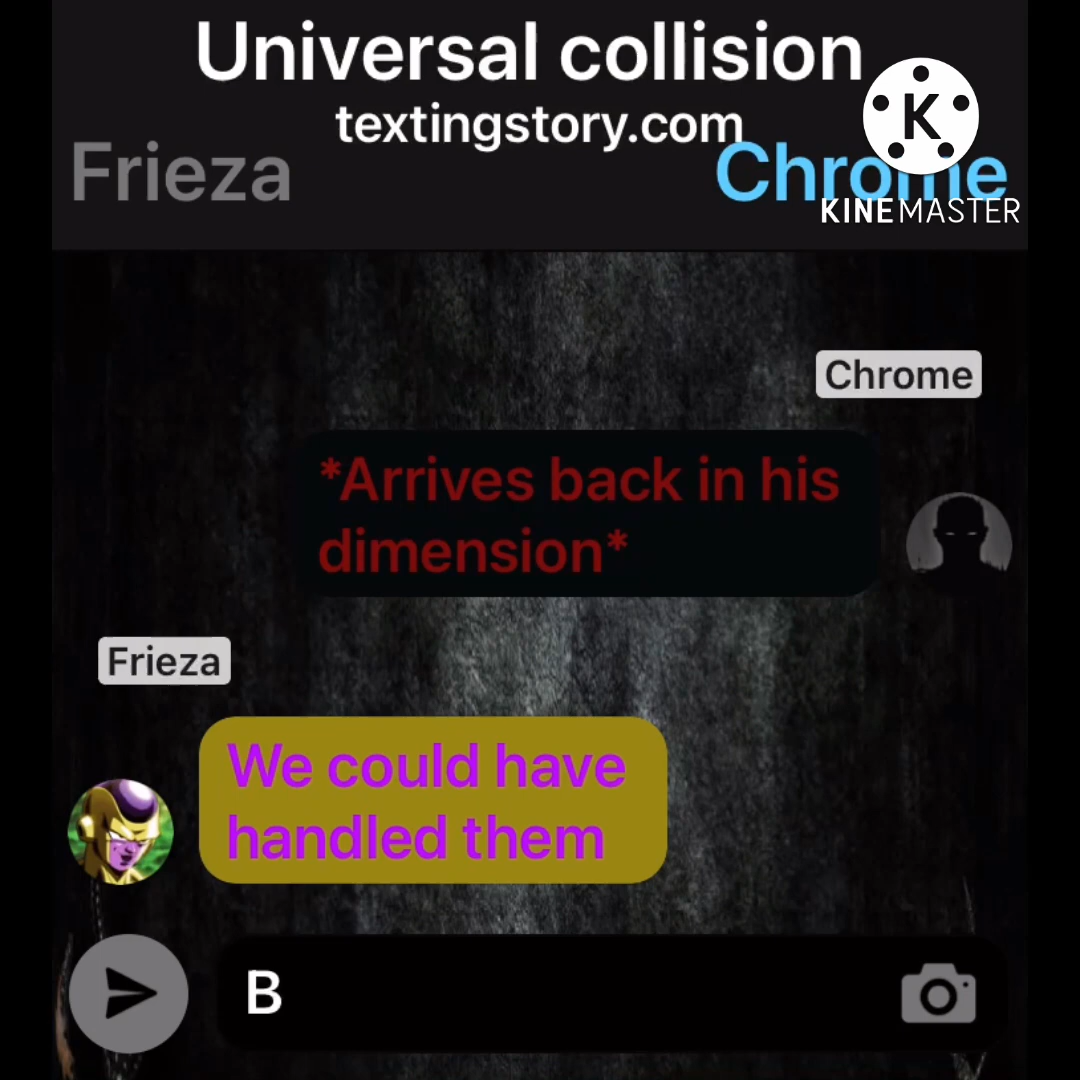 Universal collision
textingstory.com
Frieza
Chrome
K
KINEMASTER
Chrome
*Arrives back in his
dimension*
Frieza
We could have
handled them
B